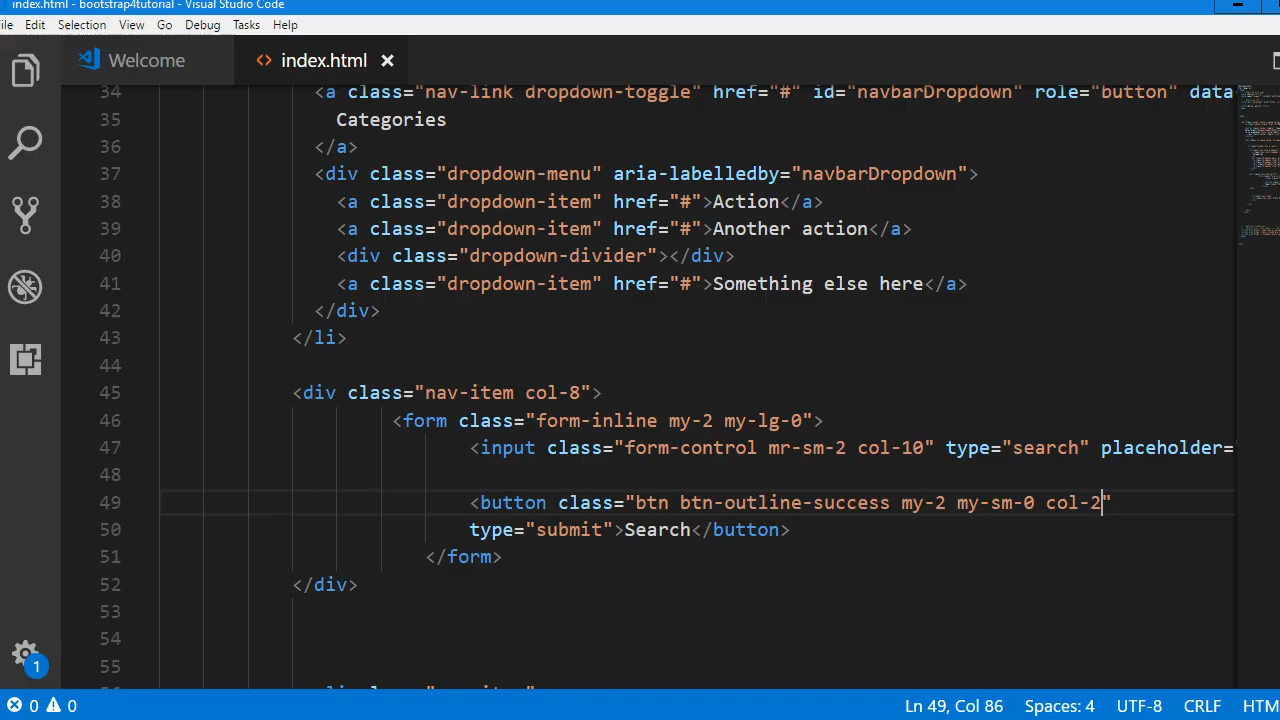 index.html - bootstrap4tutorial - Visual Studio Code
ile Edit Selection View Go Debug Tasks Help
Welcome <> index.html ×
34 <a class="nav-link dropdown-toggle" href="#" id="navbarDropdown" role="button" data
35 Categories
36 </a>
37 <div class="dropdown-menu" aria-labelledby="navbarDropdown">
38 <a class="dropdown-item" href="#">Action</a>
39 <a class="dropdown-item" href="#">Another action</a>
40 <div class="dropdown-divider"></div>
41 <a class="dropdown-item" href="#">Something else here</a>
42 </div>
43 </li>
44
45 <div class="nav-item col-8">
46 <form class="form-inline my-2 my-lg-0">
47 <input class="form-control mr-sm-2 col-10" type="search" placeholder=
48
49 <button class="btn btn-outline-success my-2 my-sm-0 col-2"
50 type="submit">Search</button>
51 </form>
52 </div>
53
54
55
1
0 0 Ln 49, Col 86 Spaces: 4 UTF-8 CRLF HTM